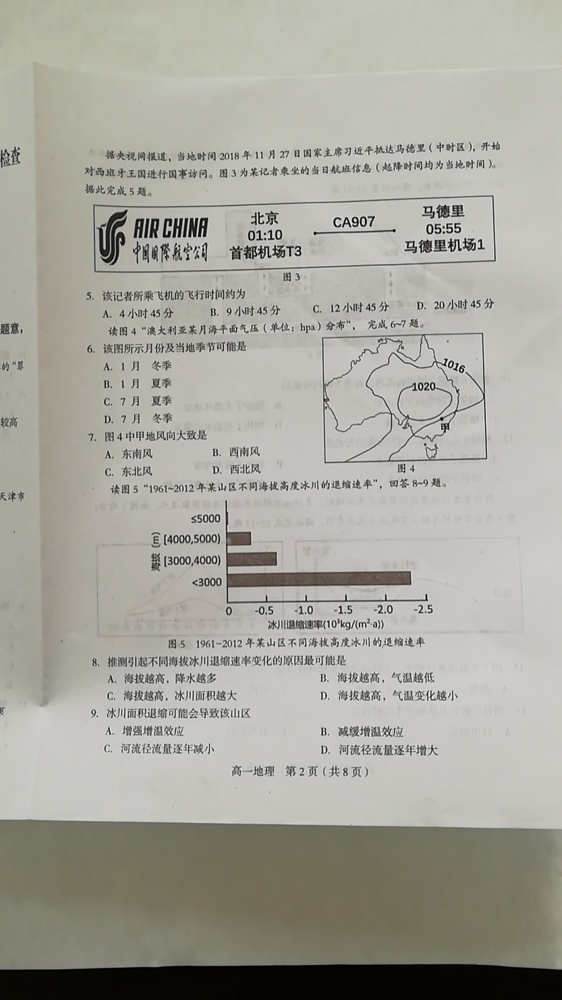 检查
题意，
的“罪
较高
天津市
据央视网报道，当地时间 2018 年 11 月 27 日国家主席习近平抵达马德里（中时区），开始
对西班牙王国进行国事访问。图 3 为某记者乘坐的当日航班信息（起降时间均为当地时间）。
据此完成 5 题。
AIR CHINA
中国国际航空公司
北京
01:10
首都机场T3
CA907
马德里
05:55
马德里机场1
图 3
5. 该记者所乘飞机的飞行时间约为
A. 4 小时 45 分 B. 9 小时 45 分 C. 12 小时 45 分 D. 20 小时 45 分
读图 4“澳大利亚某月海平面气压（单位：hpa）分布”，完成 6~7 题。
6. 该图所示月份及当地季节可能是
A. 1 月 冬季
B. 1 月 夏季
C. 7 月 夏季
D. 7 月 冬季
1016
1020
甲
图 4
7. 图 4 中甲地风向大致是
A. 东南风 B. 西南风
C. 东北风 D. 西北风
读图 5“1961~2012 年某山区不同海拔高度冰川的退缩速率”，回答 8~9 题。
海拔(m)
≤5000
[4000,5000)
[3000,4000)
<3000
0 -0.5 -1.0 -1.5 -2.0 -2.5
冰川退缩速率(10³kg/(m²·a))
图 5 1961-2012 年某山区不同海拔高度冰川的退缩速率
8. 推测引起不同海拔冰川退缩速率变化的原因最可能是
A. 海拔越高，降水越多 B. 海拔越高，气温越低
C. 海拔越高，冰川面积越大 D. 海拔越高，气温变化越小
9. 冰川面积退缩可能会导致该山区
A. 增强增温效应 B. 减缓增温效应
C. 河流径流量逐年减小 D. 河流径流量逐年增大
高一地理 第 2 页（共 8 页）